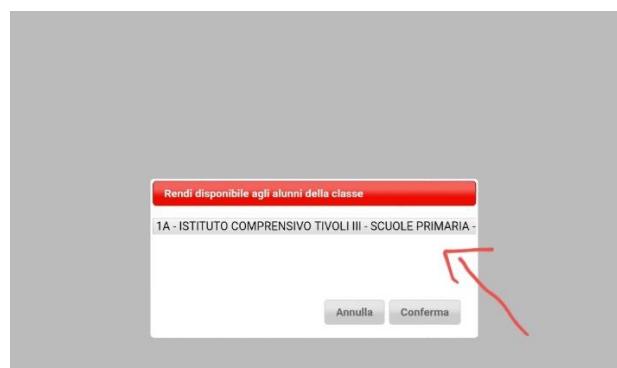 Rendi disponibile agli alunni della classe
1A - ISTITUTO COMPRENSIVO TIVOLI III - SCUOLE PRIMARIA -
Annulla Conferma